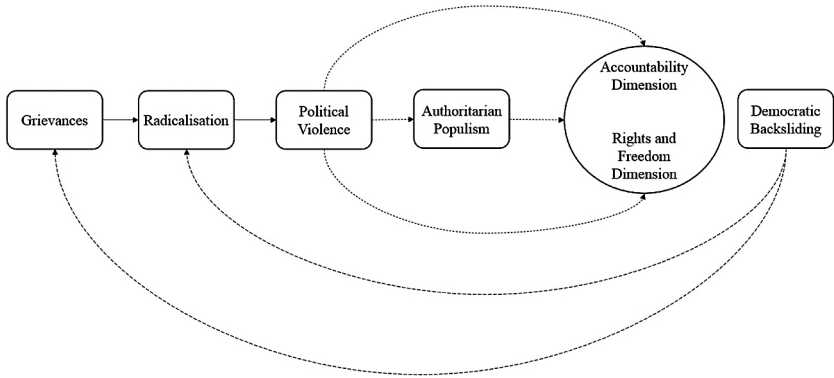 Grievances
Radicalisation
Political
Violence
Authoritarian
Populism
Accountability
Dimension
Rights and
Freedom
Dimension
Democratic
Backsliding